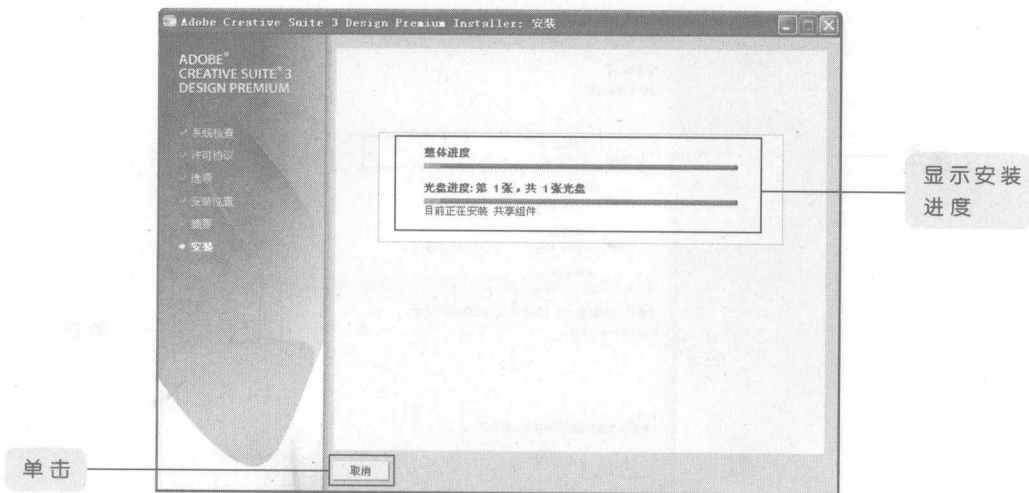 Adobe Creative Suite 3 Design Premium Installer: 安装
ADOBE®
CREATIVE SUITE® 3
DESIGN PREMIUM
✓ 系统检查
✓ 许可协议
✓ 选项
✓ 安装位置
✓ 摘要
➔ 安装
整体进度
光盘进度: 第 1张，共 1张光盘
目前正在安装 共享组件
显示安装
进度
单击
取消